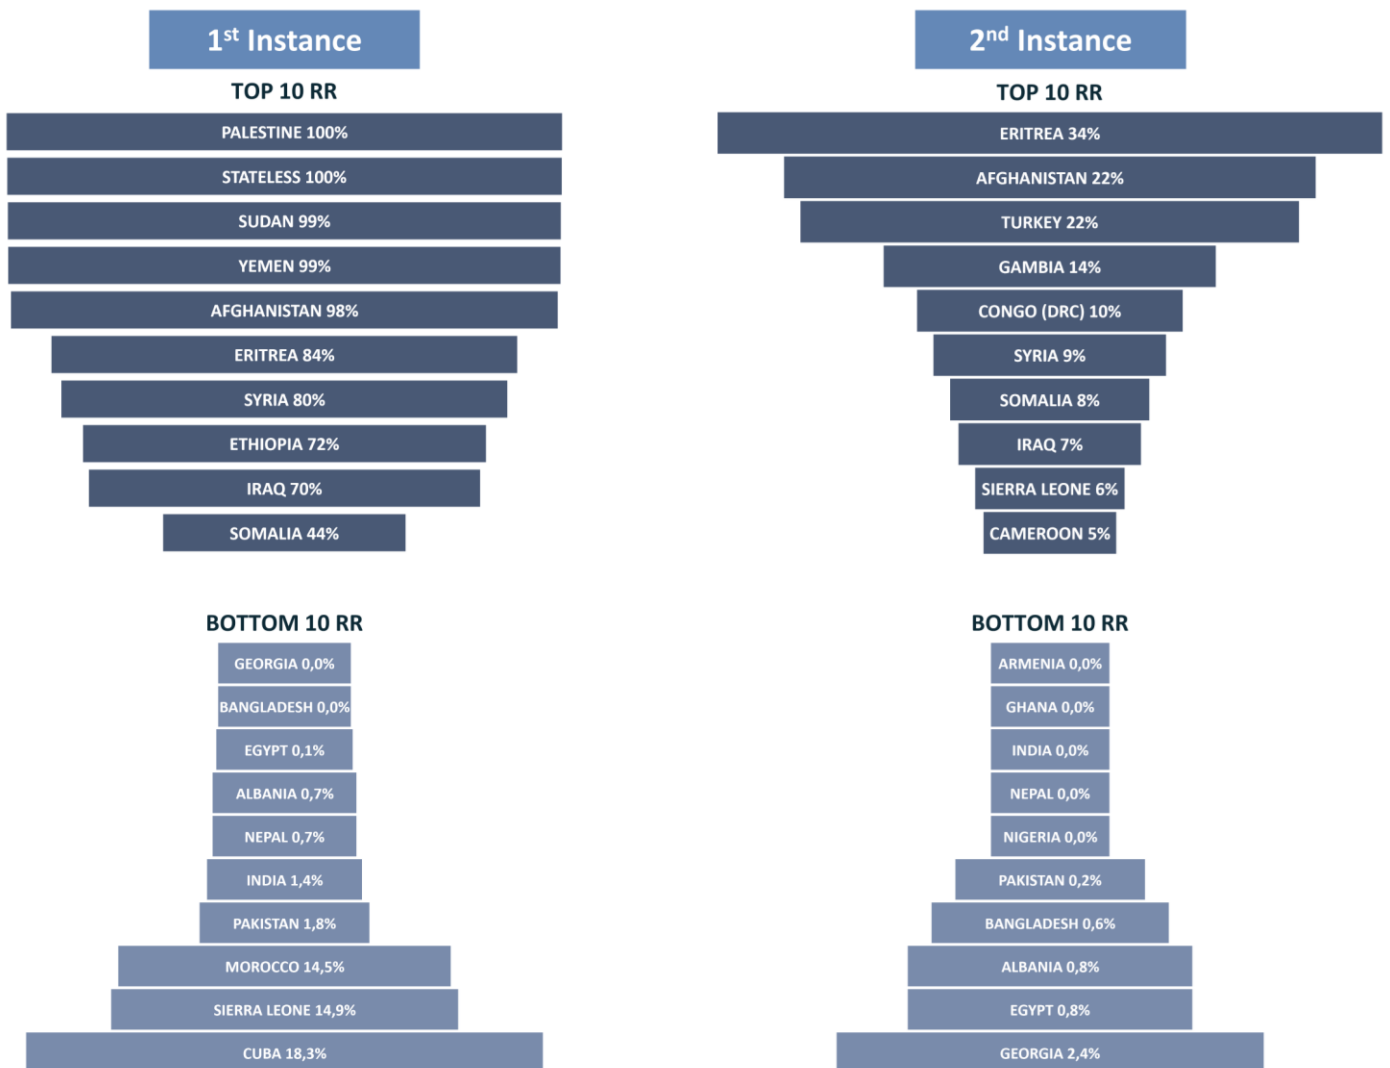 1st Instance
TOP 10 RR
PALESTINE 100%
STATELESS 100%
SUDAN 99%
YEMEN 99%
AFGHANISTAN 98%
ERITREA 84%
SYRIA 80%
ETHIOPIA 72%
IRAQ 70%
SOMALIA 44%
BOTTOM 10 RR
GEORGIA 0,0%
BANGLADESH 0,0%
EGYPT 0,1%
ALBANIA 0,7%
NEPAL 0,7%
INDIA 1,4%
PAKISTAN 1,8%
MOROCCO 14,5%
SIERRA LEONE 14,9%
CUBA 18,3%
2nd Instance
TOP 10 RR
ERITREA 34%
AFGHANISTAN 22%
TURKEY 22%
GAMBIA 14%
CONGO (DRC) 10%
SYRIA 9%
SOMALIA 8%
IRAQ 7%
SIERRA LEONE 6%
CAMEROON 5%
BOTTOM 10 RR
ARMENIA 0,0%
GHANA 0,0%
INDIA 0,0%
NEPAL 0,0%
NIGERIA 0,0%
PAKISTAN 0,2%
BANGLADESH 0,6%
ALBANIA 0,8%
EGYPT 0,8%
GEORGIA 2,4%